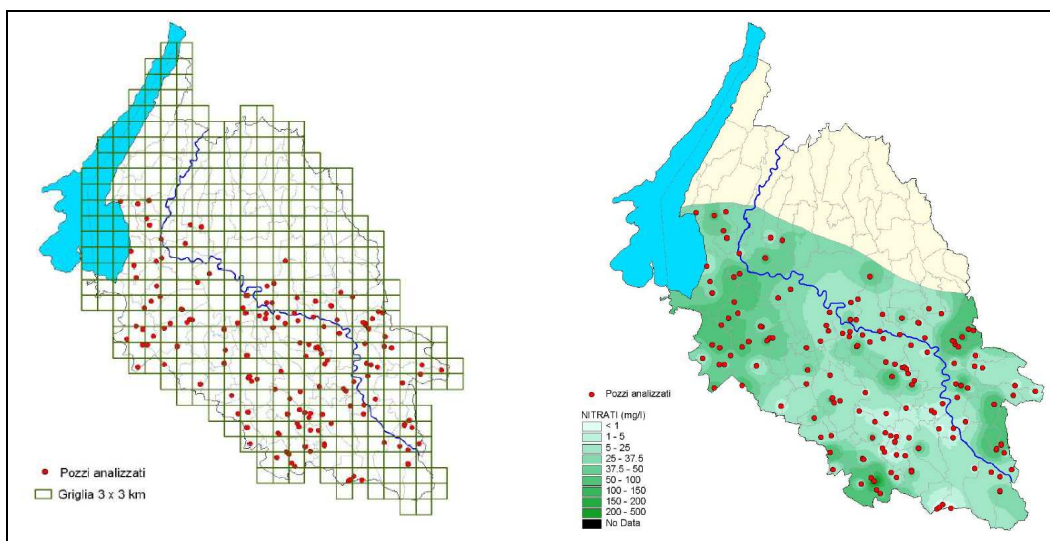 Pozzi analizzati
Griglia 3 x 3 km
Pozzi analizzati
NITRATI (mg/l)
< 1
1 - 5
5 - 25
25 - 37.5
37.5 - 50
50 - 100
100 - 150
150 - 200
200 - 500
No Data